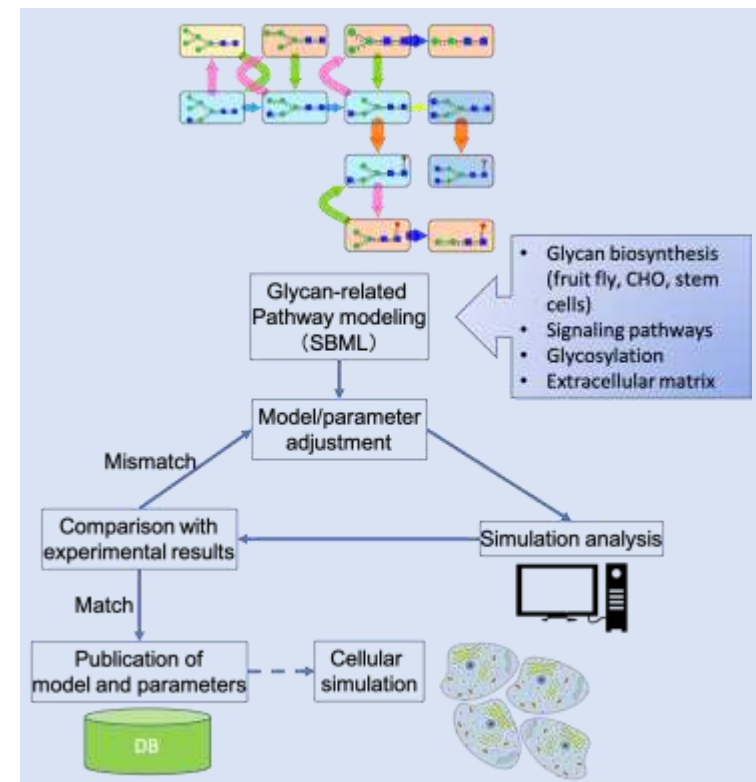 Glycan-related
Pathway modeling
（SBML）
• Glycan biosynthesis
(fruit fly, CHO, stem
cells)
• Signaling pathways
• Glycosylation
• Extracellular matrix
Model/parameter
adjustment
Mismatch
Comparison with
experimental results
Simulation analysis
Match
Publication of
model and parameters
Cellular
simulation
DB